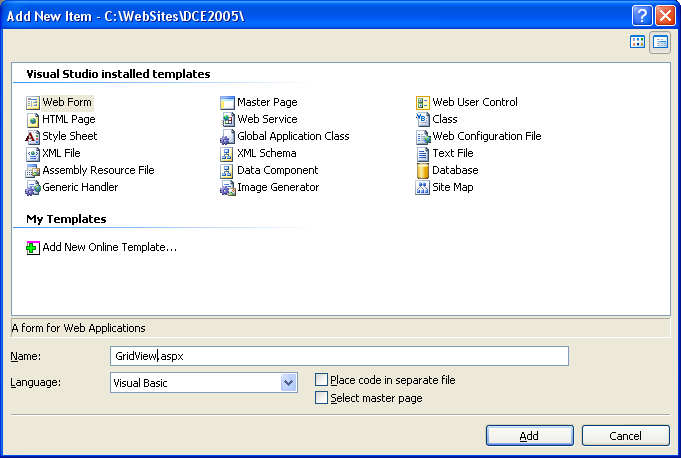 Add New Item - C:\WebSites\DCE2005\
Visual Studio installed templates
Web Form Master Page Web User Control
HTML Page Web Service Class
Style Sheet Global Application Class Web Configuration File
XML File XML Schema Text File
Assembly Resource File Data Component Database
Generic Handler Image Generator Site Map
My Templates
Add New Online Template...
A form for Web Applications
Name: GridView.aspx
Language: Visual Basic Place code in separate file
Select master page
Add Cancel